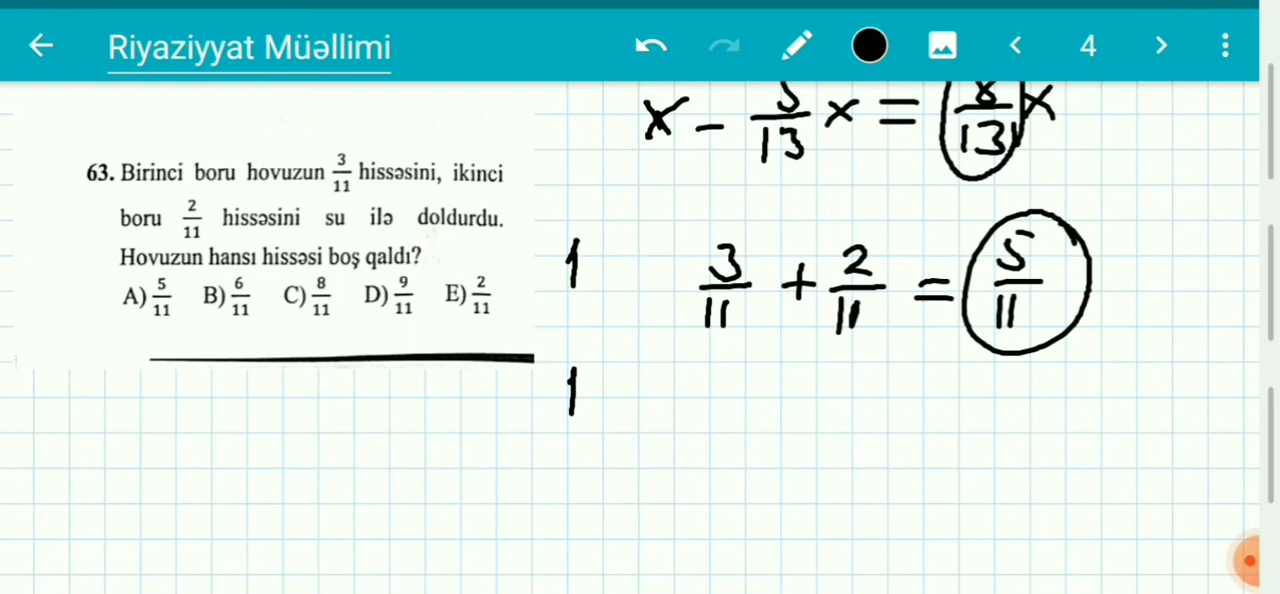 Riyaziyyat Müəllimi
4
x - 5/13 x = 8/13 x
63. Birinci boru hovuzun 3/11 hissəsini, ikinci
boru 2/11 hissəsini su ilə doldurdu.
Hovuzun hansı hissəsi boş qaldı?
A) 5/11 B) 6/11 C) 8/11 D) 9/11 E) 2/11
1 3/11 + 2/11 = 5/11
1